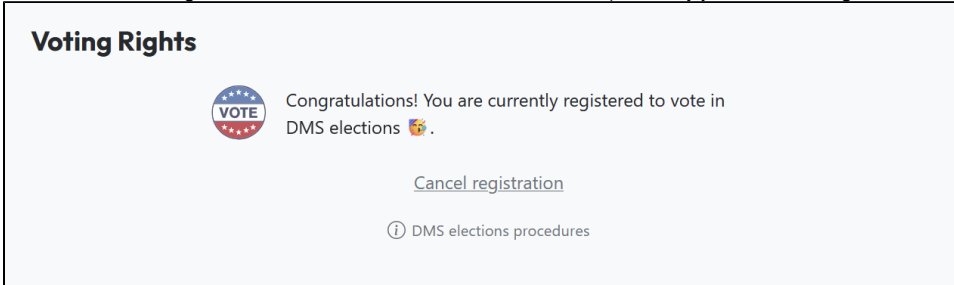 Voting Rights
VOTE
Congratulations! You are currently registered to vote in
DMS elections 🥳.
Cancel registration
DMS elections procedures